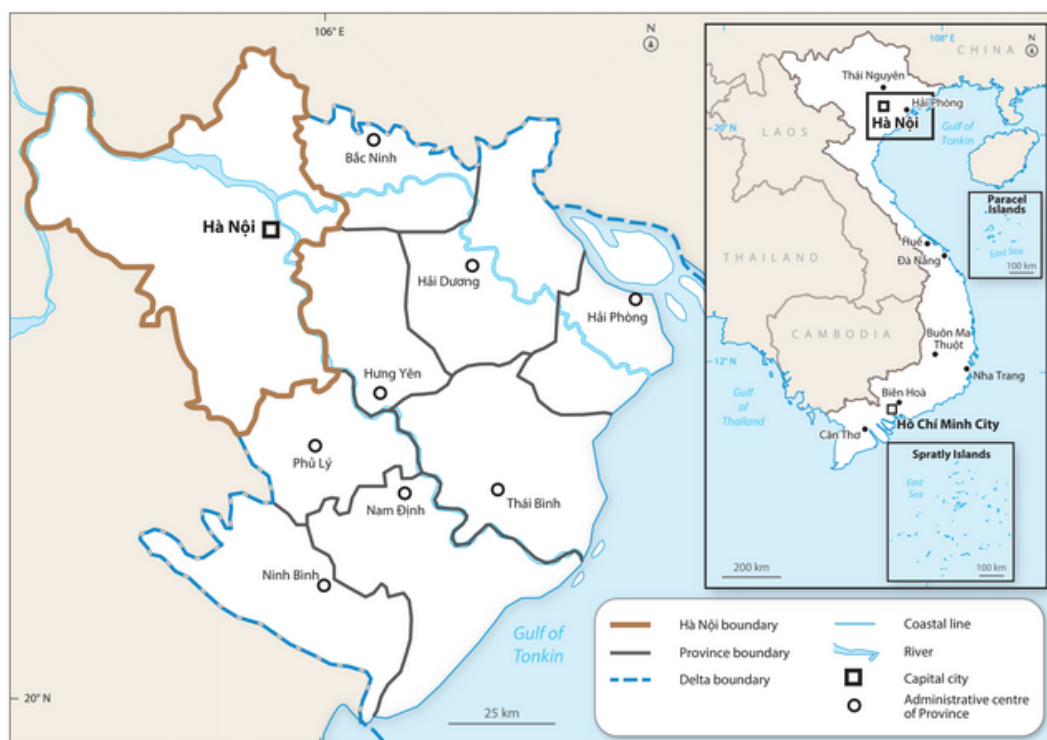 106° E
N
Bắc Ninh
Hà Nội
Hải Dương
Hải Phòng
Hưng Yên
Phủ Lý
Nam Định
Thái Bình
Ninh Bình
Gulf of
Tonkin
20° N
25 km
108° E
N
CHINA
Thái Nguyên
Hải Phòng
Hà Nội
20° N
LAOS
Gulf of
Tonkin
Paracel
Islands
East Sea
100 km
Huế
Đà Nẵng
THAILAND
CAMBODIA
Buôn Ma
Thuột
12° N
Nha Trang
Gulf
of
Thailand
Biên Hoà
Hồ Chí Minh City
Cần Thơ
Spratly Islands
East
Sea
200 km
100 km
Hà Nội boundary
Province boundary
Delta boundary
Coastal line
River
Capital city
Administrative centre
of Province